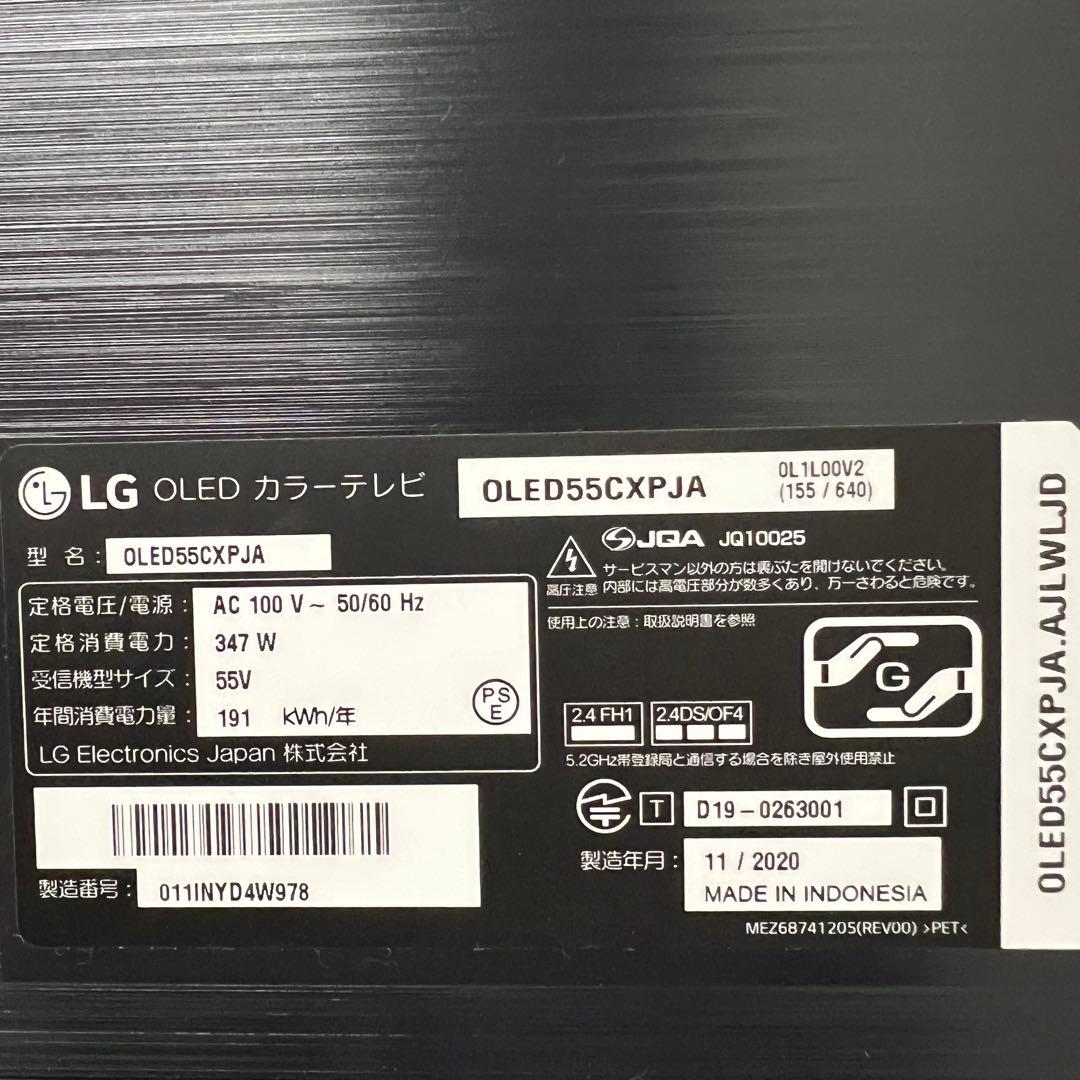 LG OLED カラーテレビ
OLED55CXPJA
OL1L00V2
(155 / 640)
型 名 : OLED55CXPJA
定格電圧/電源 : AC 100 V ~ 50/60 Hz
定格消費電力 : 347 W
受信機型サイズ : 55V
年間消費電力量 : 191 kWh/年
PS
E
LG Electronics Japan 株式会社
製造番号 : 011INYD4W978
JQA JQ10025
サービスマン以外の方は裏ぶたを開けないでください。
高圧注意 内部には高電圧部分が数多くあり、万一さわると危険です。
使用上の注意 : 取扱説明書を参照
G
2.4 FH1 2.4DS/OF4
5.2GHz帯登録局と通信する場合を除き屋外使用禁止
T D19-0263001
製造年月 : 11 / 2020
MADE IN INDONESIA
MEZ68741205(REV00) >PET<
OLED55CXPJA.AJLWLJD